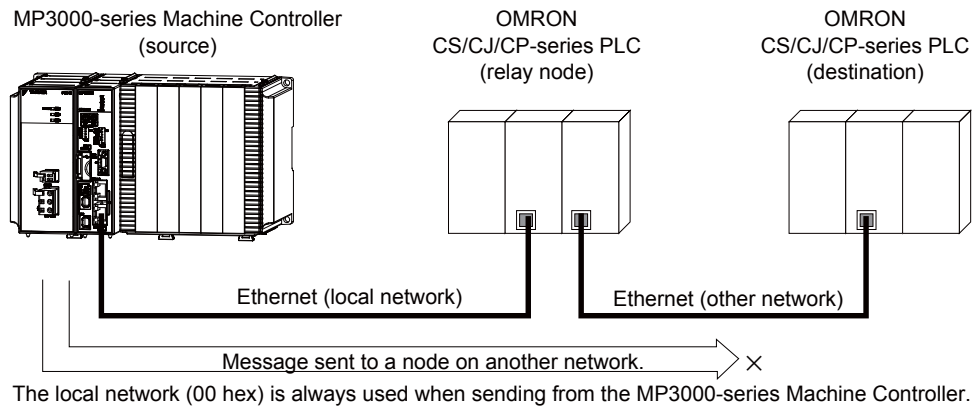 MP3000-series Machine Controller
(source)
OMRON
CS/CJ/CP-series PLC
(relay node)
OMRON
CS/CJ/CP-series PLC
(destination)
Ethernet (local network)
Ethernet (other network)
Message sent to a node on another network.
×
The local network (00 hex) is always used when sending from the MP3000-series Machine Controller.